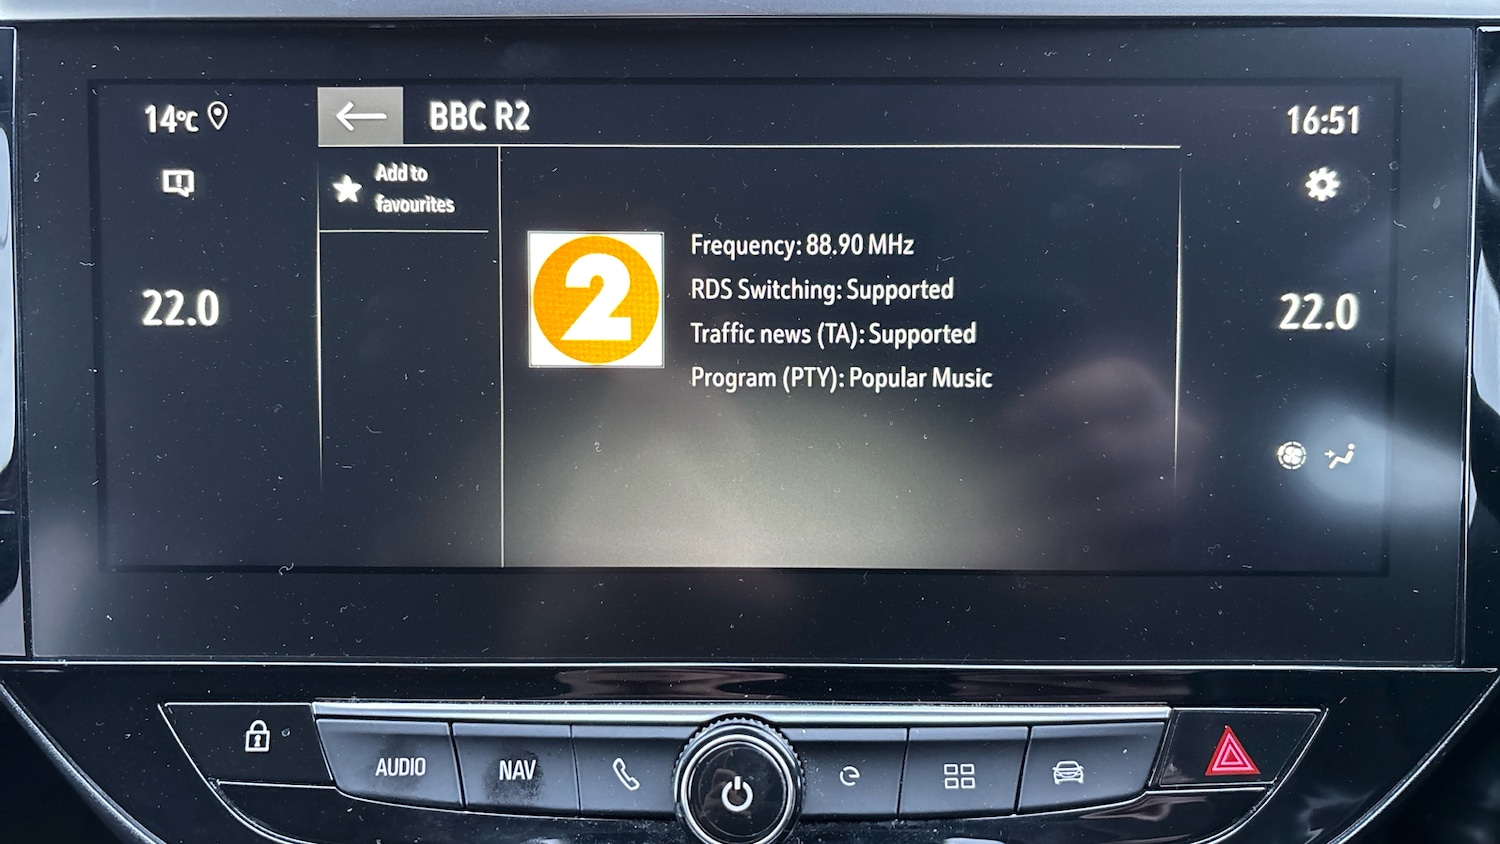 14°C
BBC R2
16:51
Add to
favourites
2
Frequency: 88.90 MHz
RDS Switching: Supported
Traffic news (TA): Supported
Program (PTY): Popular Music
22.0
22.0
AUDIO
NAV